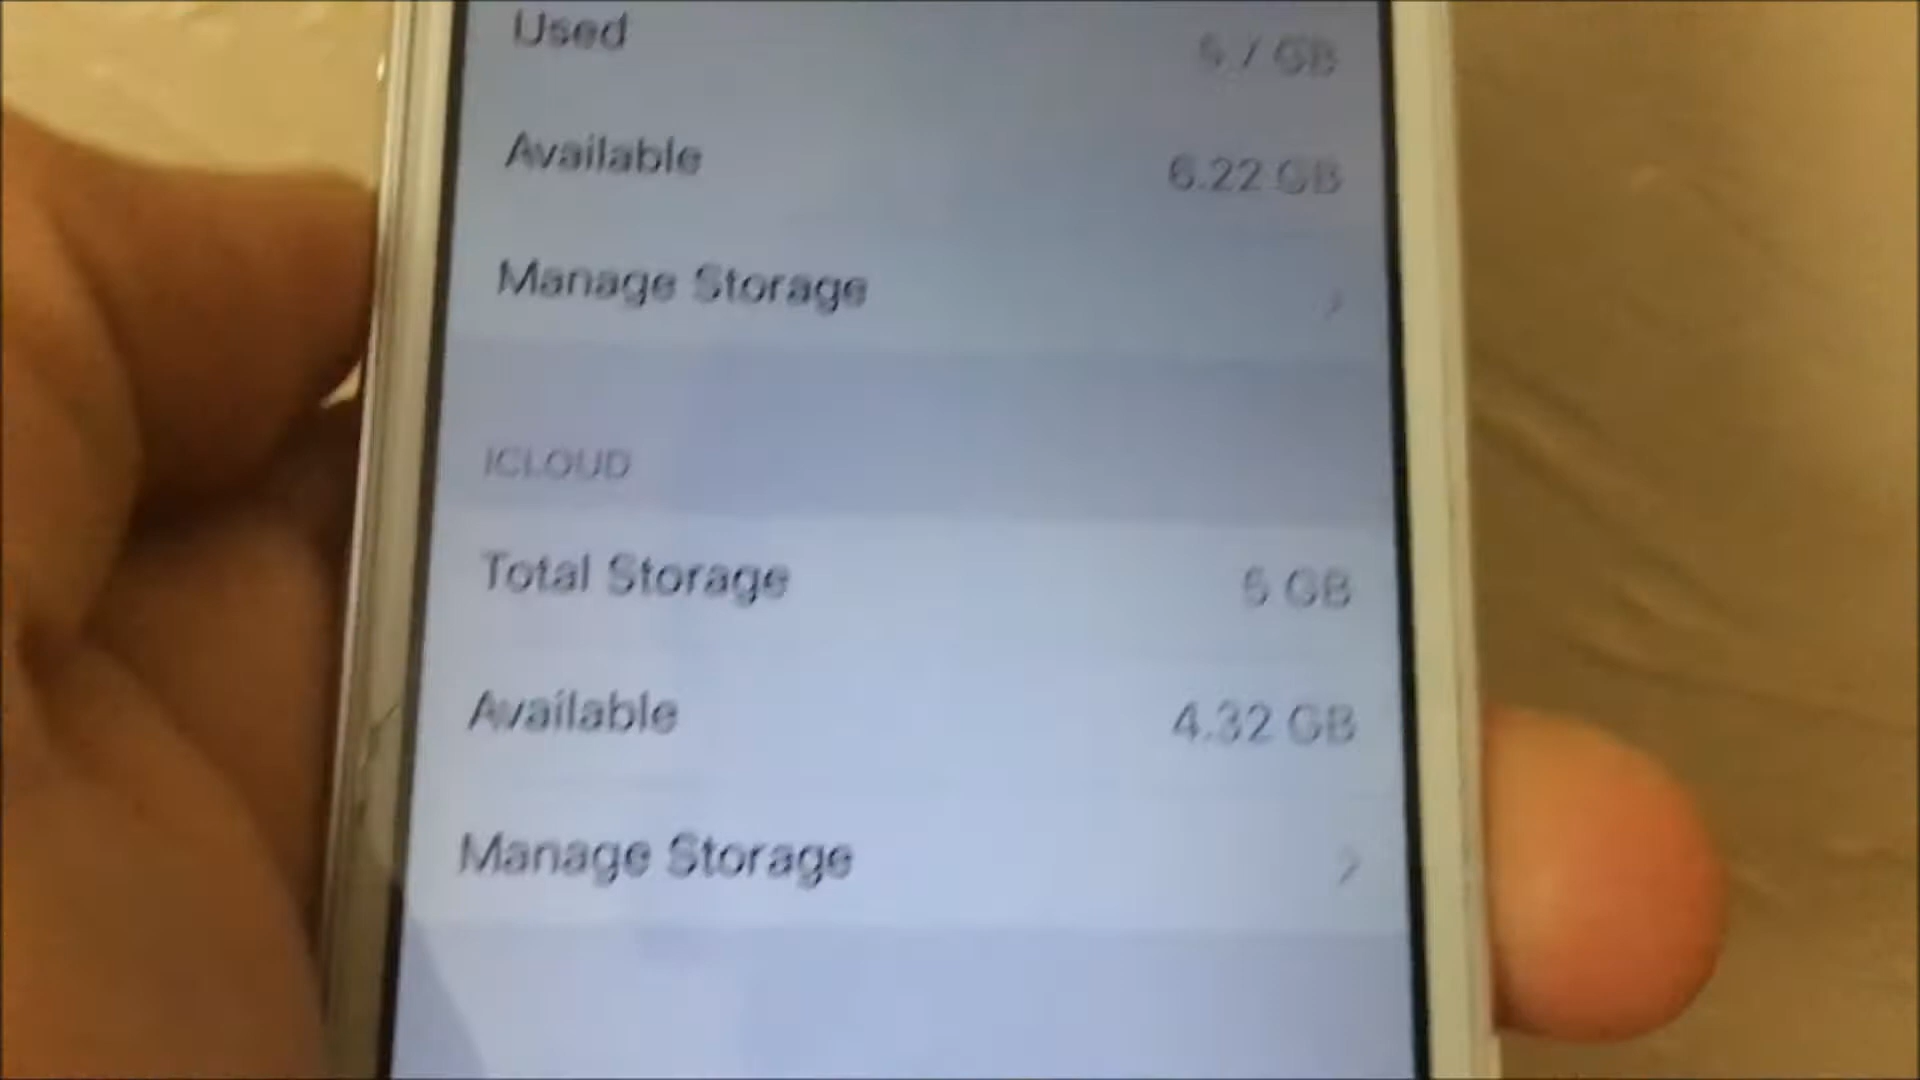 Used
Available 6.22 GB
Manage Storage >
ICLOUD
Total Storage 5 GB
Available 4.32 GB
Manage Storage >